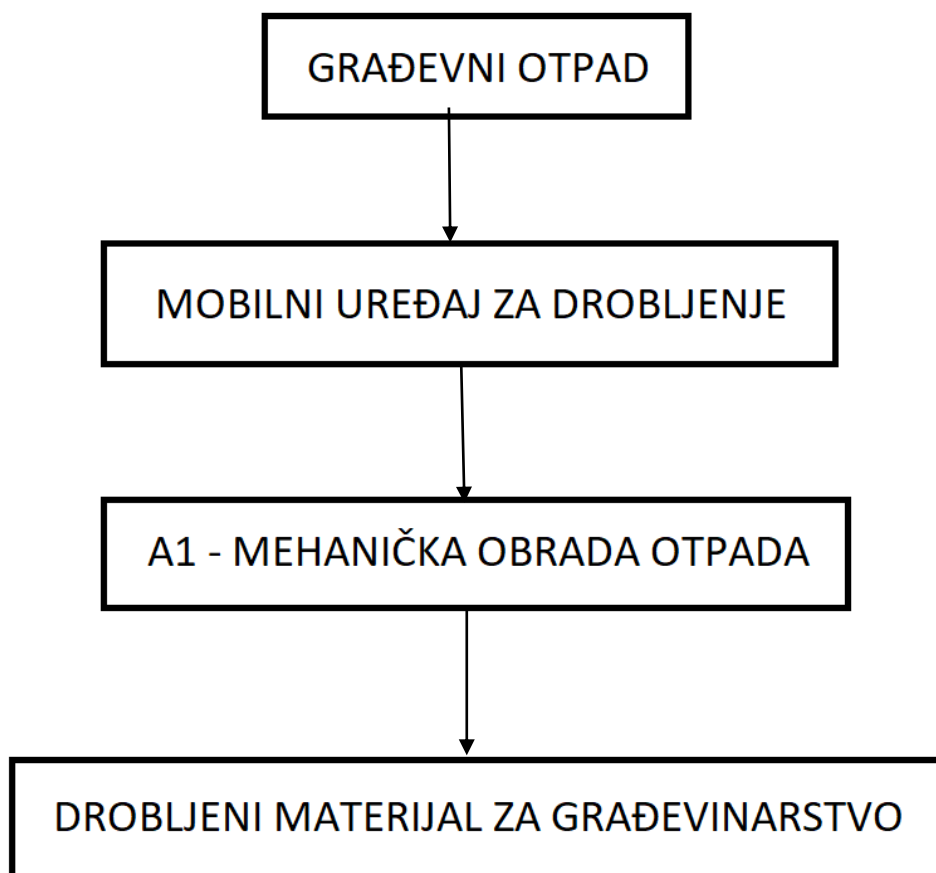 GRAĐEVNI OTPAD
MOBILNI UREĐAJ ZA DROBLJENJE
A1 - MEHANIČKA OBRADA OTPADA
DROBLJENI MATERIJAL ZA GRAĐEVINARSTVO